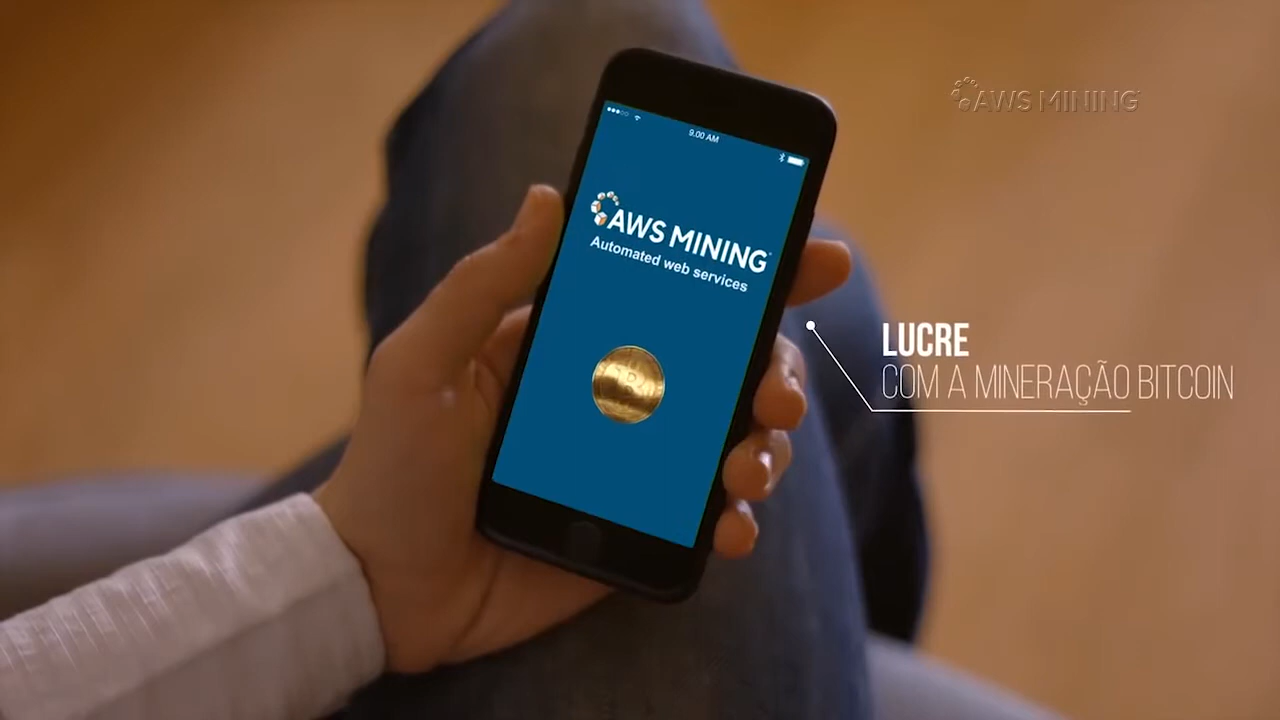 AWS MINING
9.00 AM
AWS MINING
Automated web services
LUCRE
COM A MINERAÇÃO BITCOIN